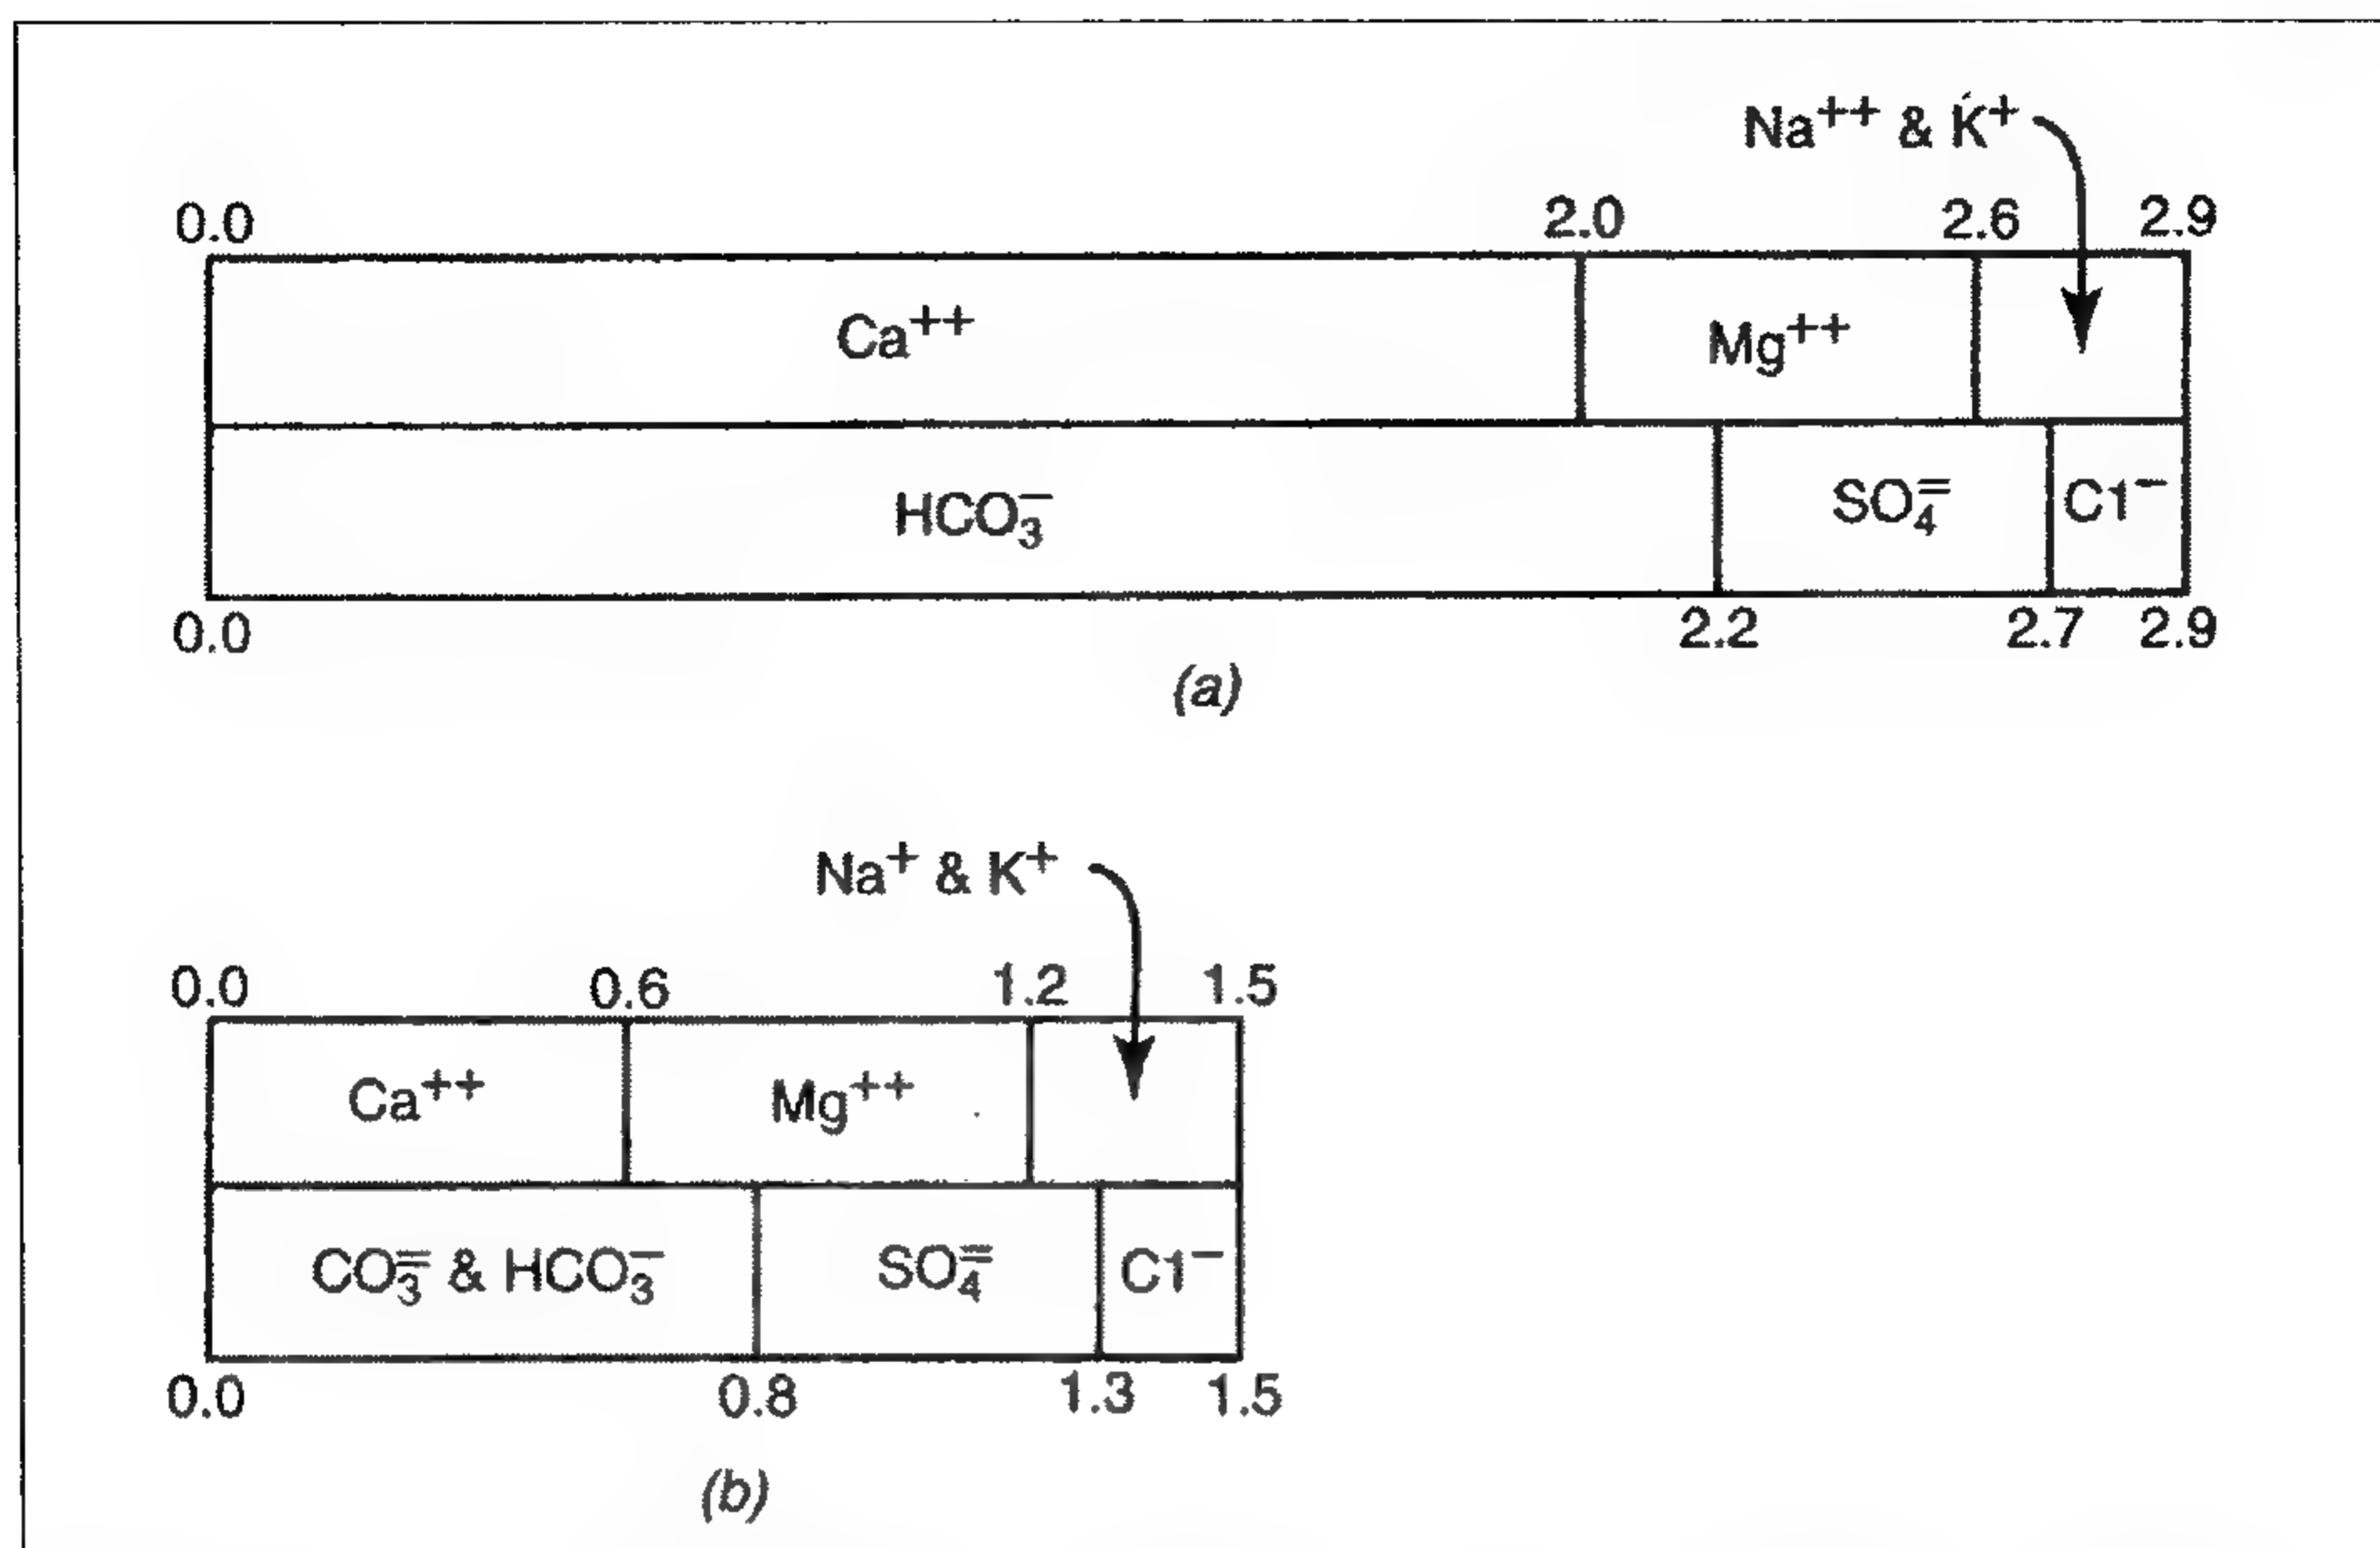 Na++ & K+
0.0 2.0 2.6 2.9
Ca++ Mg++
HCO3− SO4= C1−
0.0 2.2 2.7 2.9
(a)
Na+ & K+
0.0 0.6 1.2 1.5
Ca++ Mg++
CO3= & HCO3− SO4= C1−
0.0 0.8 1.3 1.5
(b)